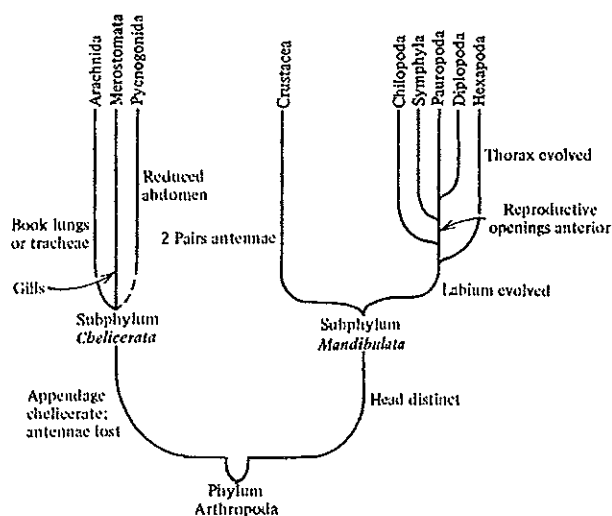 Arachnida
Merostomata
Pycnogonida
Crustacea
Chilopoda
Symphyla
Pauropoda
Diplopoda
Hexapoda
Thorax evolved
Reduced
abdomen
Book lungs
or tracheae
2 Pairs antennae
Reproductive
openings anterior
Gills
Labium evolved
Subphylum
Chelicerata
Subphylum
Mandibulata
Appendage
chelicerate;
antennae lost
Head distinct
Phylum
Arthropoda